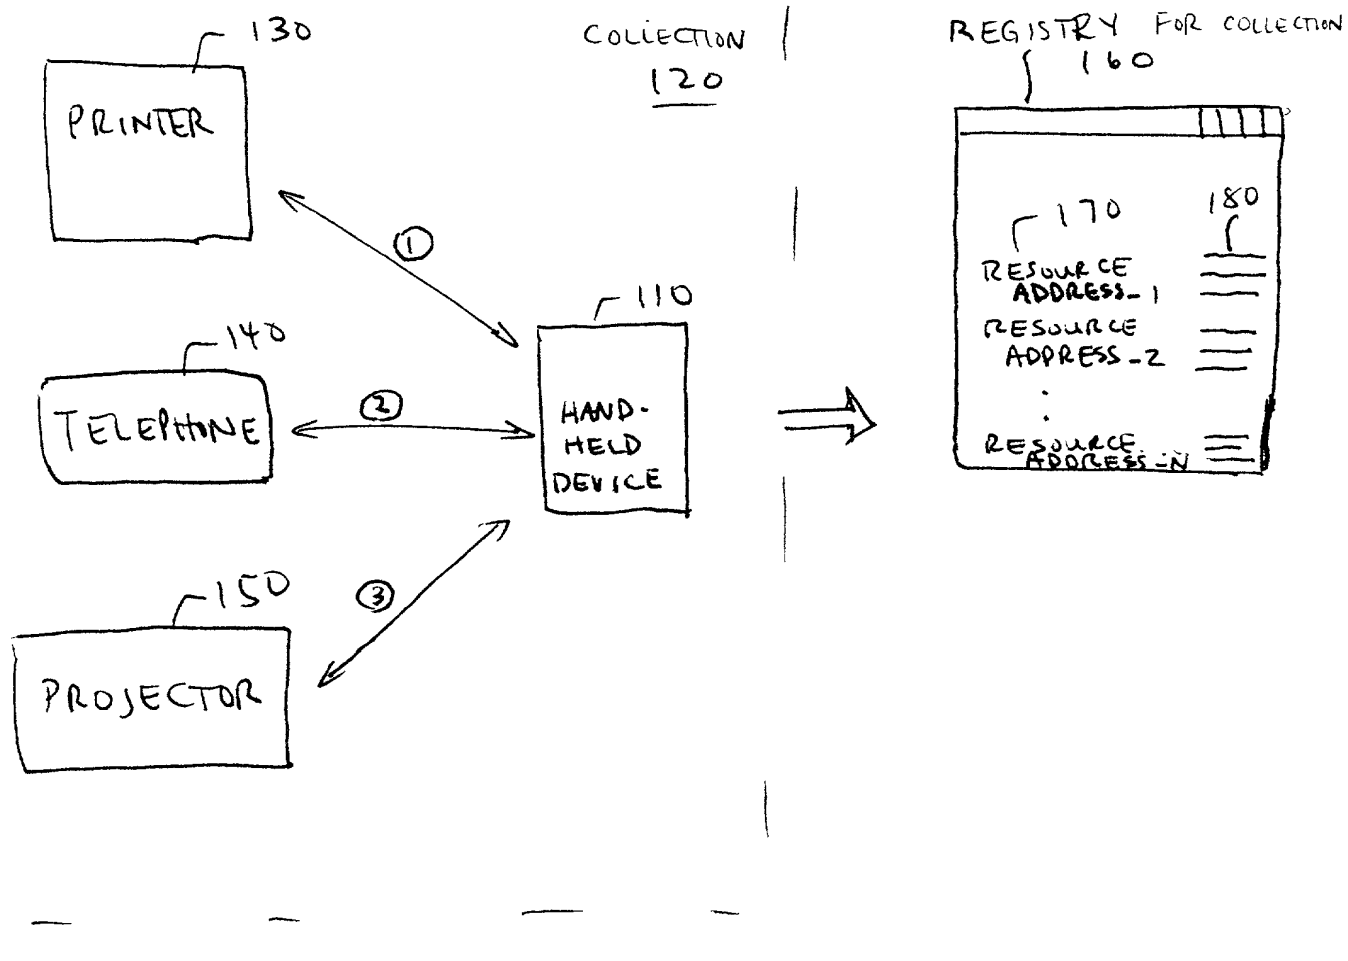 130
PRINTER
COLLECTION
120
REGISTRY FOR COLLECTION
160
1
110
140
TELEPHONE
2
HAND-
HELD
DEVICE
150
PROJECTOR
3
170
180
RESOURCE
ADDRESS_1
RESOURCE
ADDRESS_2
RESOURCE
ADDRESS_N